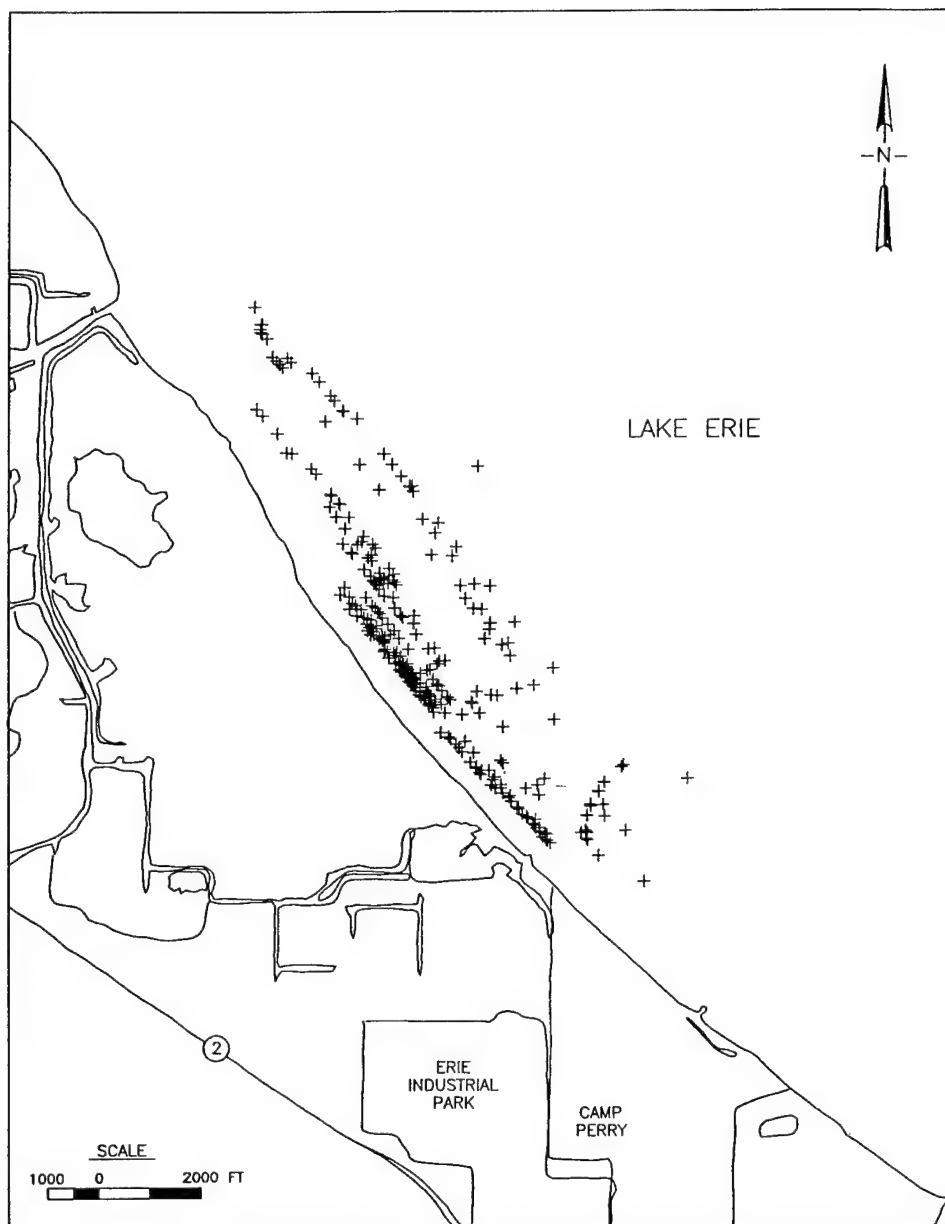 -N-
LAKE ERIE
2
ERIE
INDUSTRIAL
PARK
CAMP
PERRY
SCALE
1000 0 2000 FT